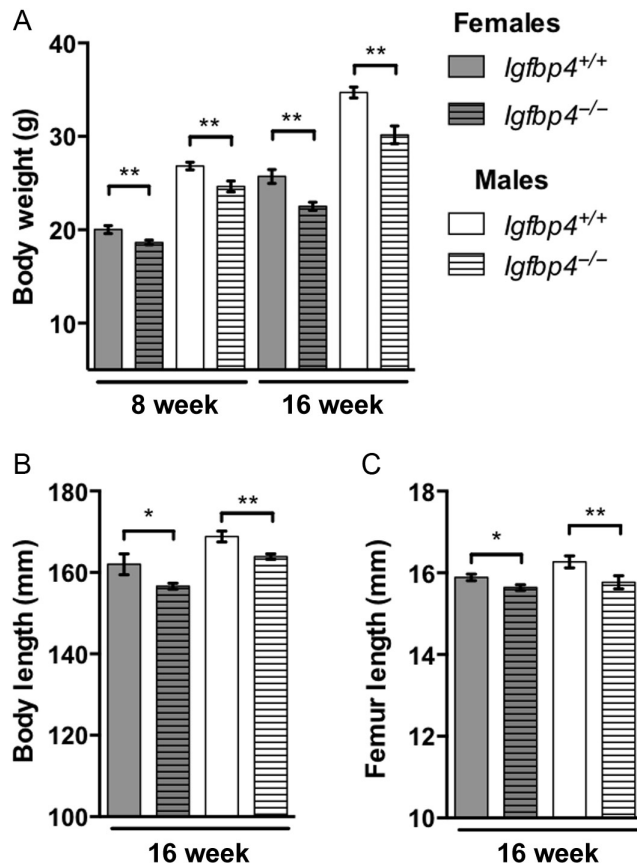 A
Body weight (g)
40
30
20
10
**
**
**
**
8 week
16 week
Females
Igfbp4+/+
Igfbp4−/−
Males
Igfbp4+/+
Igfbp4−/−
B
Body length (mm)
180
160
140
120
100
*
**
16 week
C
Femur length (mm)
18
16
14
12
10
*
**
16 week